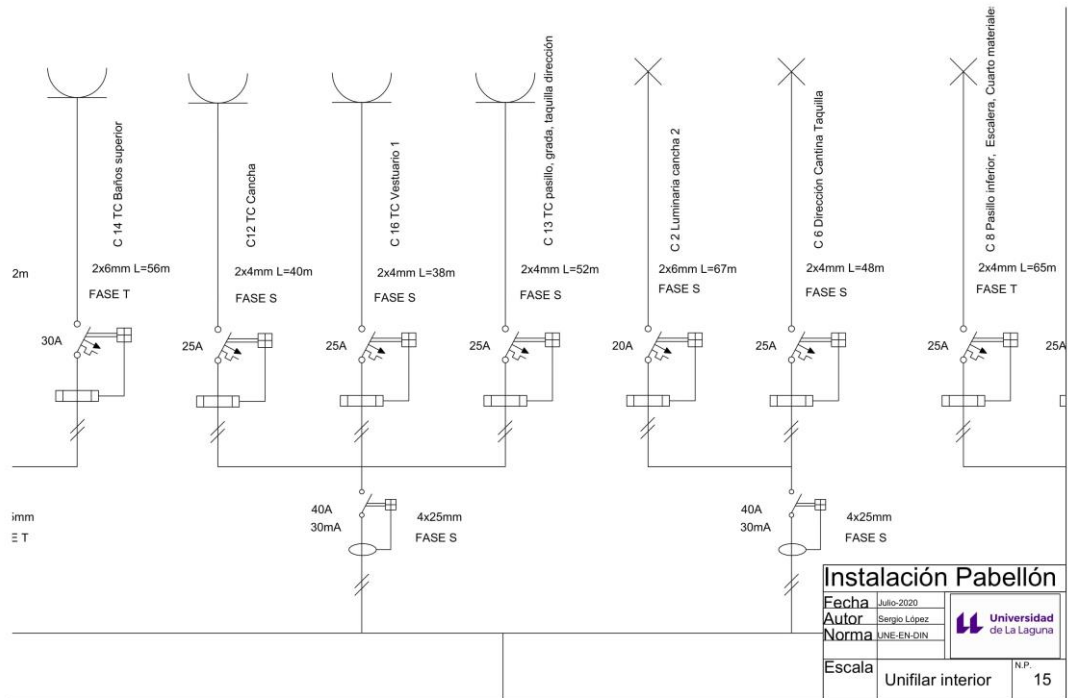 C 14 TC Baños superior
C12 TC Cancha
C 16 TC Vestuario 1
C 13 TC pasillo, grada, taquilla dirección
C 2 Luminaria cancha 2
C 6 Dirección Cantina Taquilla
C 8 Pasillo inferior, Escalera, Cuarto materiales
2m
2x6mm L=56m
FASE T
2x4mm L=40m
FASE S
2x4mm L=38m
FASE S
2x4mm L=52m
FASE S
2x6mm L=67m
FASE S
2x4mm L=48m
FASE S
2x4mm L=65m
FASE T
30A
25A
25A
25A
20A
25A
25A
25A
mm
E T
40A
30mA
4x25mm
FASE S
40A
30mA
4x25mm
FASE S
Instalación Pabellón
Fecha Julio-2020
Autor Sergio López
Norma UNE-EN-DIN
Universidad
de La Laguna
Escala
Unifilar interior
N.P.
15